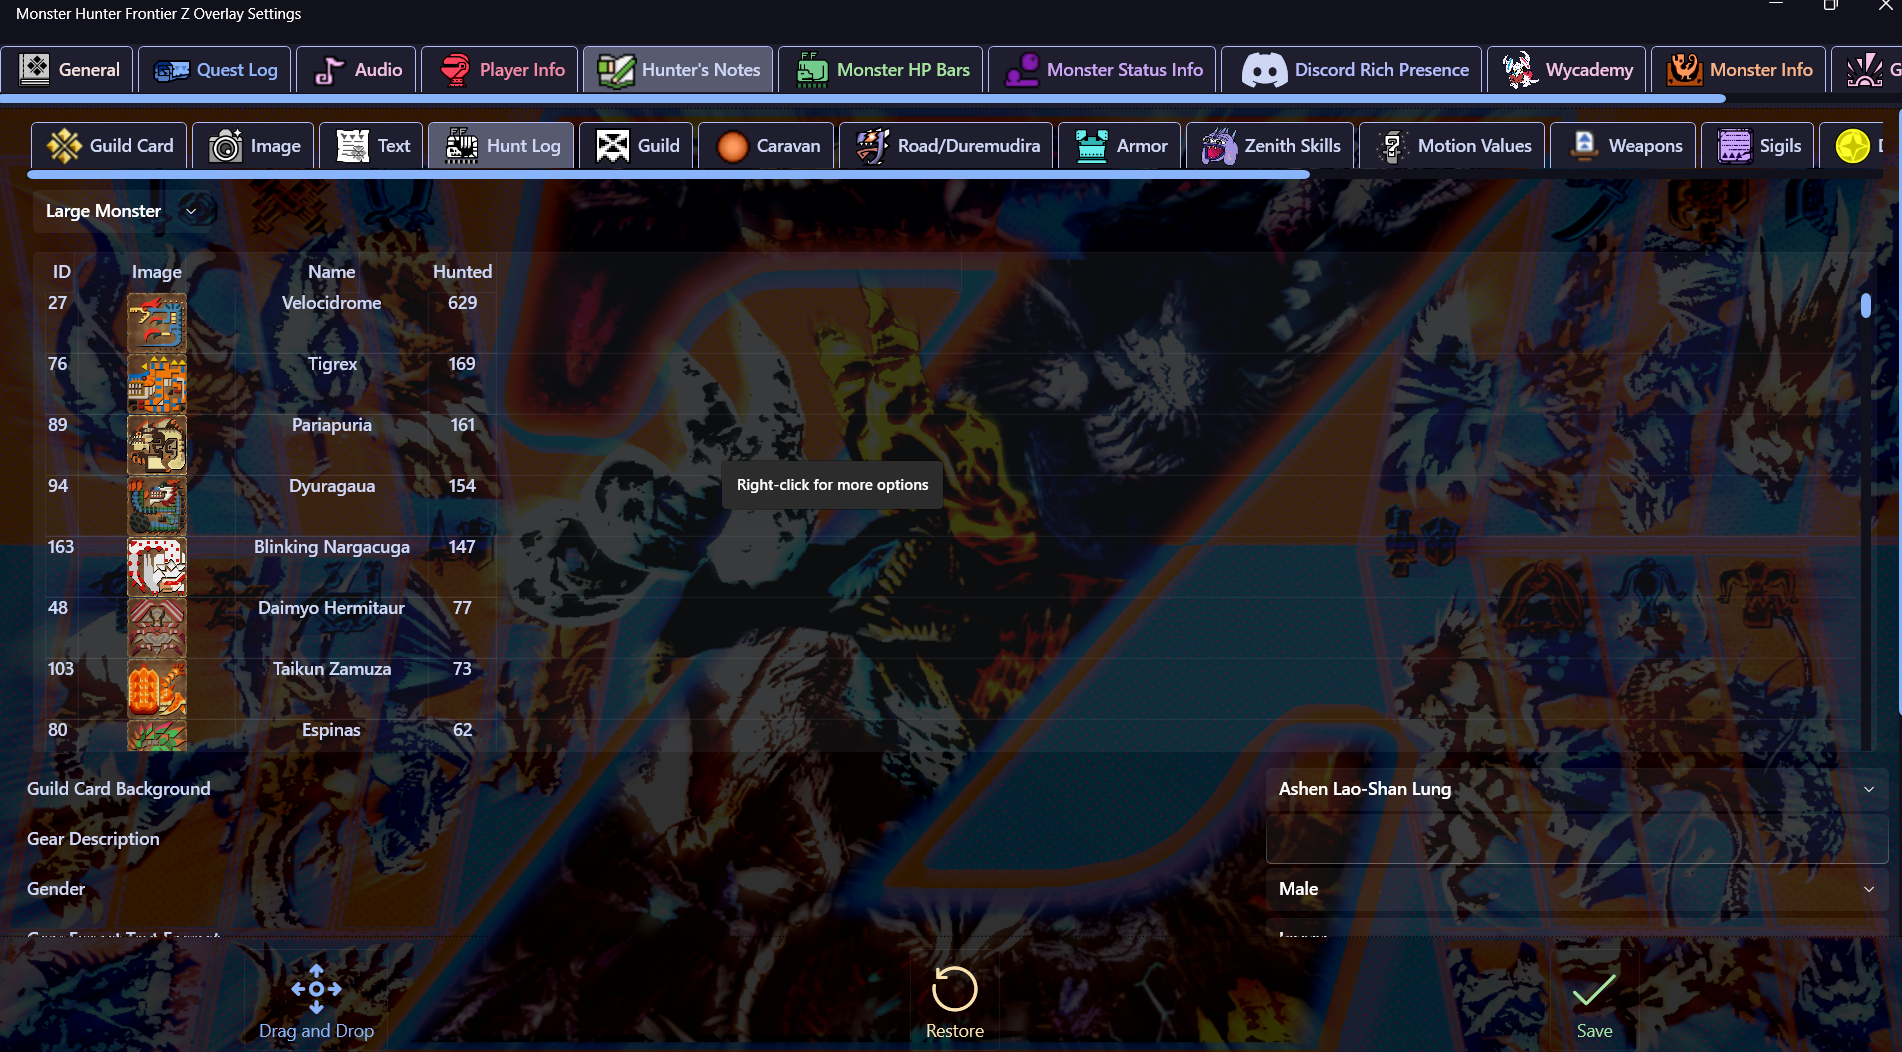 Monster Hunter Frontier Z Overlay Settings
General Quest Log Audio Player Info Hunter's Notes Monster HP Bars Monster Status Info Discord Rich Presence Wycademy Monster Info G
Guild Card Image Text Hunt Log Guild Caravan Road/Duremudira Armor Zenith Skills Motion Values Weapons Sigils
Large Monster
ID Image Name Hunted
27 Velocidrome 629
76 Tigrex 169
89 Pariapuria 161
94 Dyuragaua 154
Right-click for more options
163 Blinking Nargacuga 147
48 Daimyo Hermitaur 77
103 Taikun Zamuza 73
80 Espinas 62
Guild Card Background Ashen Lao-Shan Lung
Gear Description
Gender Male
Drag and Drop Restore Save